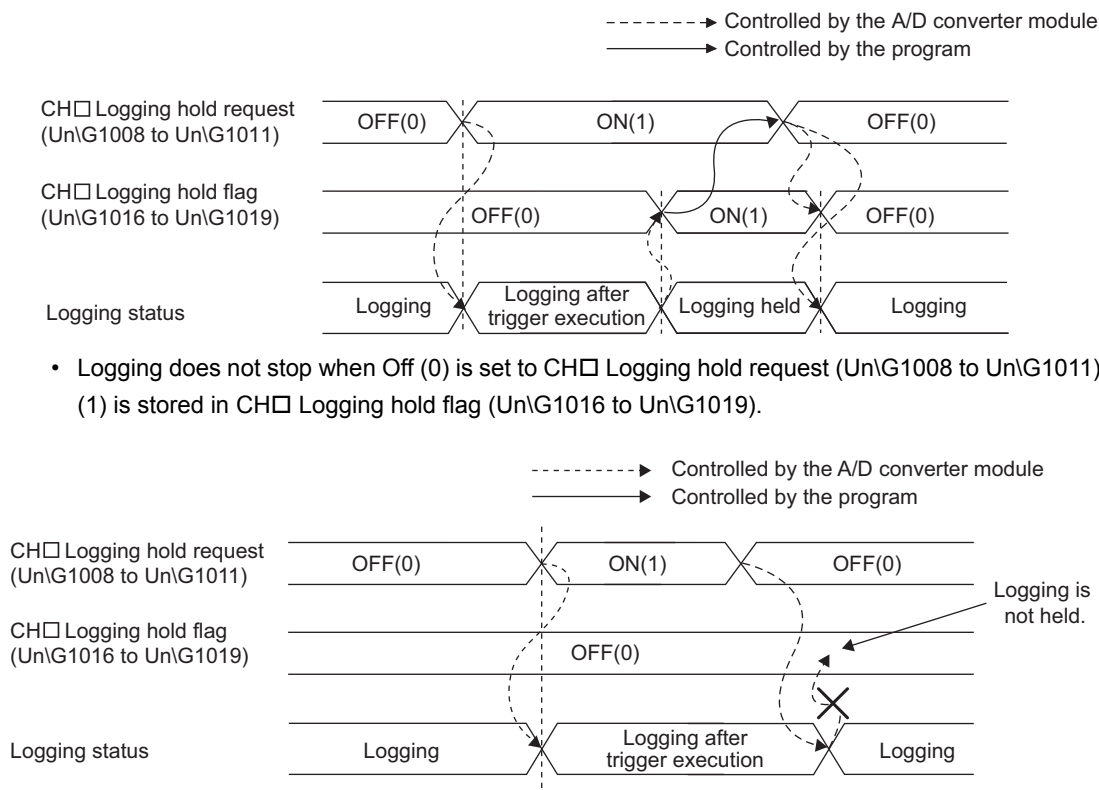 Controlled by the A/D converter module
Controlled by the program
CH□ Logging hold request
(Un\G1008 to Un\G1011)
OFF(0)
ON(1)
OFF(0)
CH□ Logging hold flag
(Un\G1016 to Un\G1019)
OFF(0)
ON(1)
OFF(0)
Logging status
Logging
Logging after
trigger execution
Logging held
Logging
• Logging does not stop when Off (0) is set to CH□ Logging hold request (Un\G1008 to Un\G1011)
(1) is stored in CH□ Logging hold flag (Un\G1016 to Un\G1019).
Controlled by the A/D converter module
Controlled by the program
CH□ Logging hold request
(Un\G1008 to Un\G1011)
OFF(0)
ON(1)
OFF(0)
Logging is
not held.
CH□ Logging hold flag
(Un\G1016 to Un\G1019)
OFF(0)
Logging status
Logging
Logging after
trigger execution
Logging